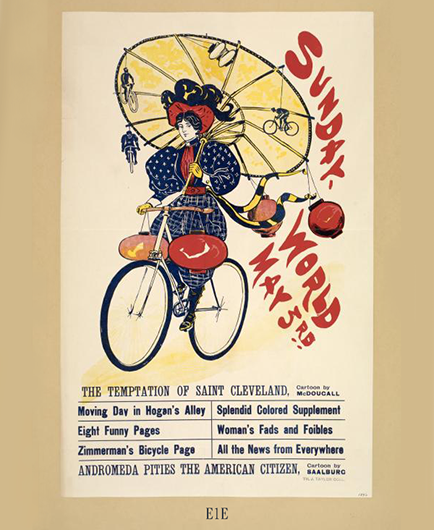 SUNDAY-
WORLD
MAY 3RD.
THE TEMPTATION OF SAINT CLEVELAND, Cartoon by McDOUGALL
Moving Day in Hogan's Alley
Splendid Colored Supplement
Eight Funny Pages
Woman's Fads and Foibles
Zimmerman's Bicycle Page
All the News from Everywhere
ANDROMEDA PITIES THE AMERICAN CITIZEN, Cartoon by SAALBURG
E1E